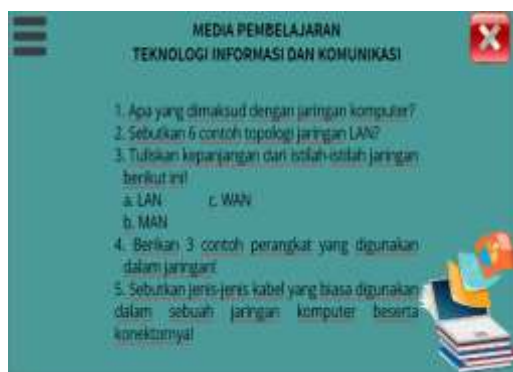 MEDIA PEMBELAJARAN
TEKNOLOGI INFORMASI DAN KOMUNIKASI
1. Apa yang dimaksud dengan jaringan komputer?
2. Sebutkan 6 contoh topologi jaringan LAN?
3. Tuliskan kepanjangan dari istilah-istilah jaringan
berikut ini!
a. LAN c. WAN
b. MAN
4. Berikan 3 contoh perangkat yang digunakan
dalam jaringan!
5. Sebutkan jenis-jenis kabel yang biasa digunakan
dalam sebuah jaringan komputer beserta
konektornya!